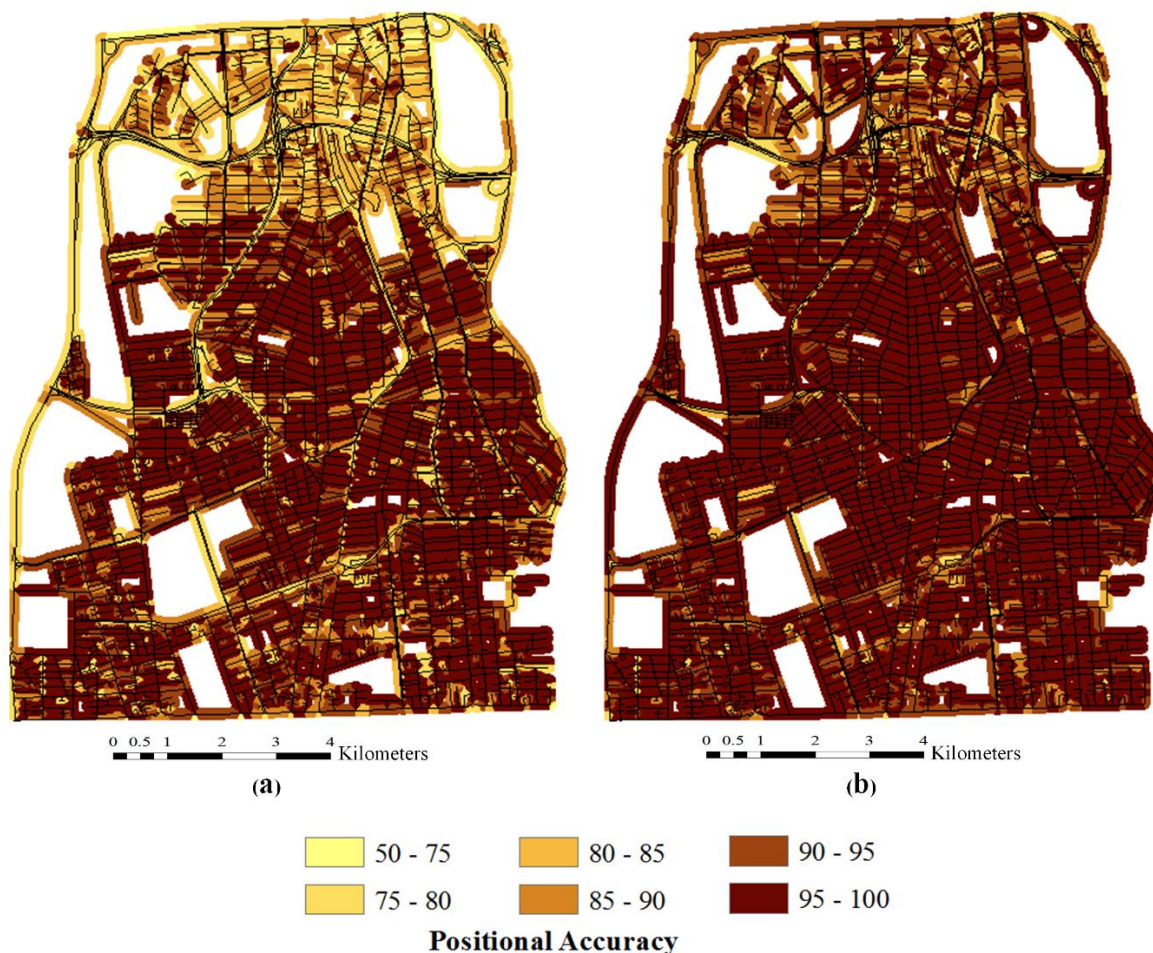 0 0.5 1 2 3 4
Kilometers
(a)
0 0.5 1 2 3 4
Kilometers
(b)
50 - 75
80 - 85
90 - 95
75 - 80
85 - 90
95 - 100
Positional Accuracy